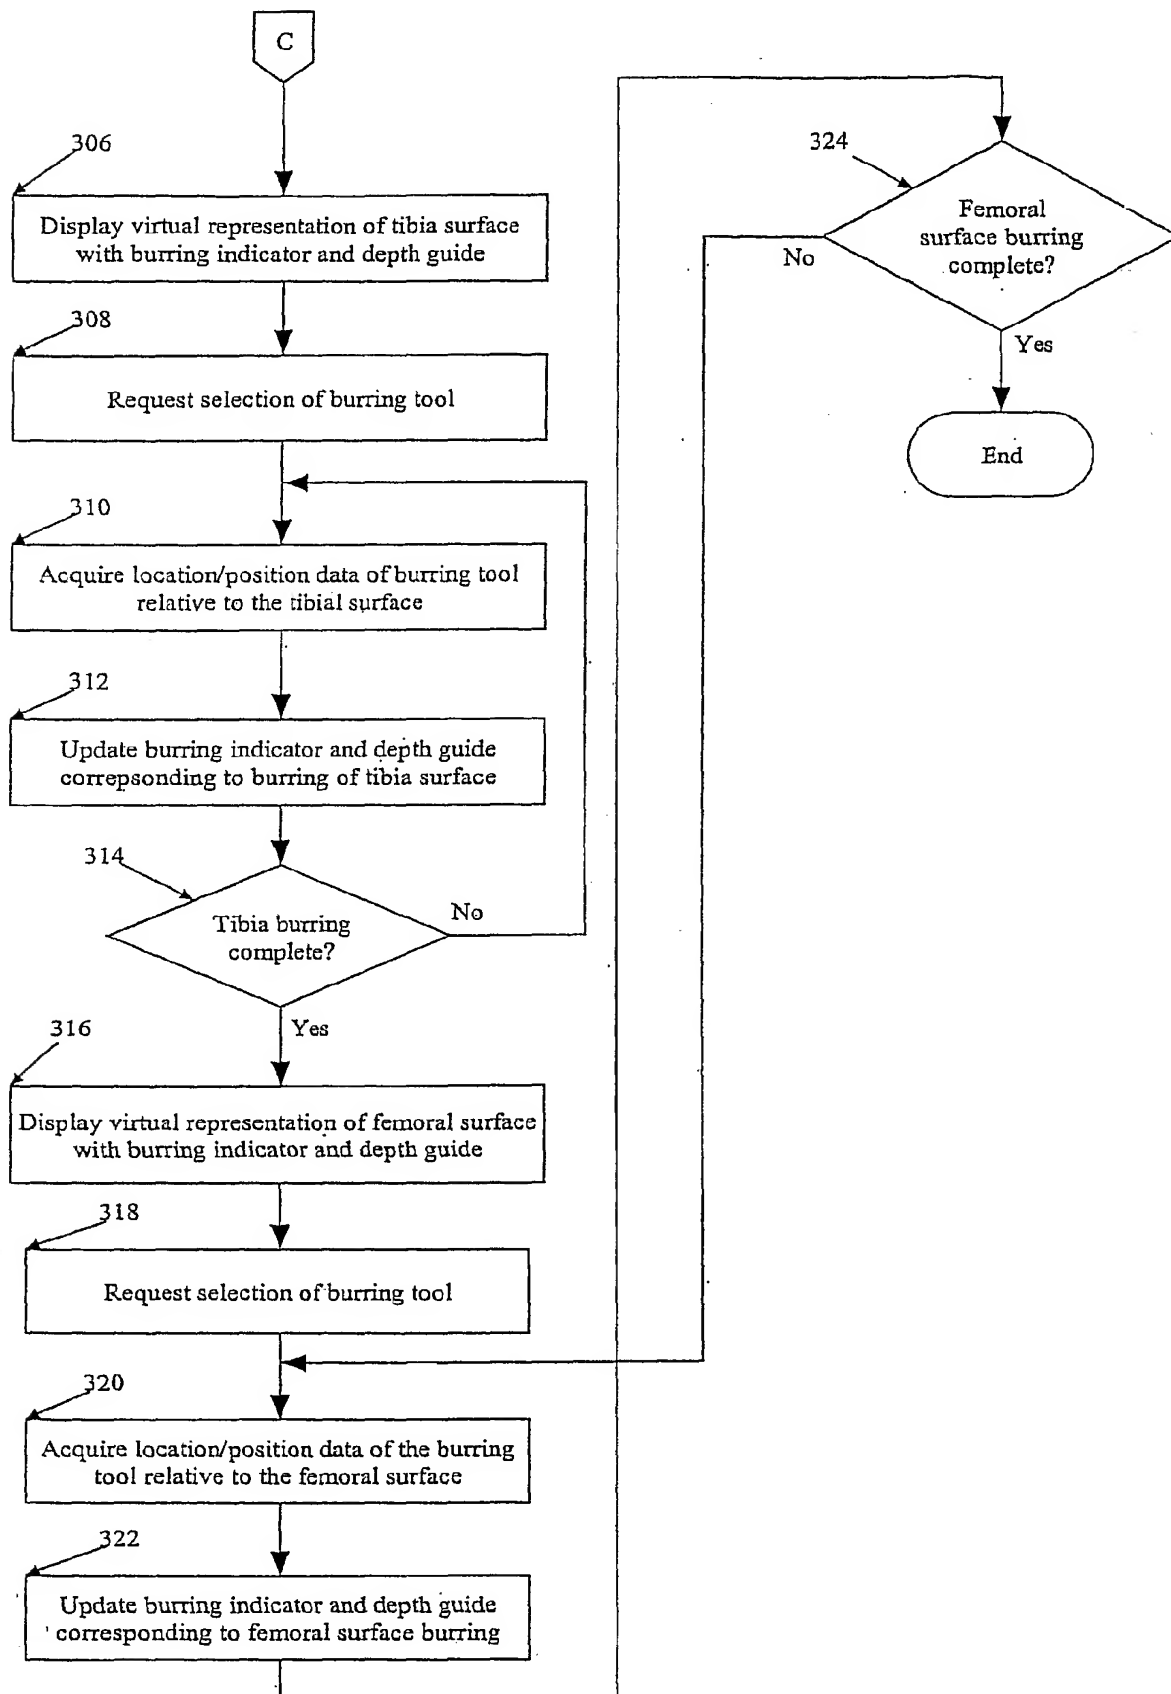 C
306
Display virtual representation of tibia surface
with burring indicator and depth guide
308
Request selection of burring tool
310
Acquire location/position data of burring tool
relative to the tibial surface
312
Update burring indicator and depth guide
correpsonding to burring of tibia surface
314
Tibia burring
complete?
No
Yes
316
Display virtual representation of femoral surface
with burring indicator and depth guide
318
Request selection of burring tool
320
Acquire location/position data of the burring
tool relative to the femoral surface
322
Update burring indicator and depth guide
corresponding to femoral surface burring
324
Femoral
surface burring
complete?
No
Yes
End